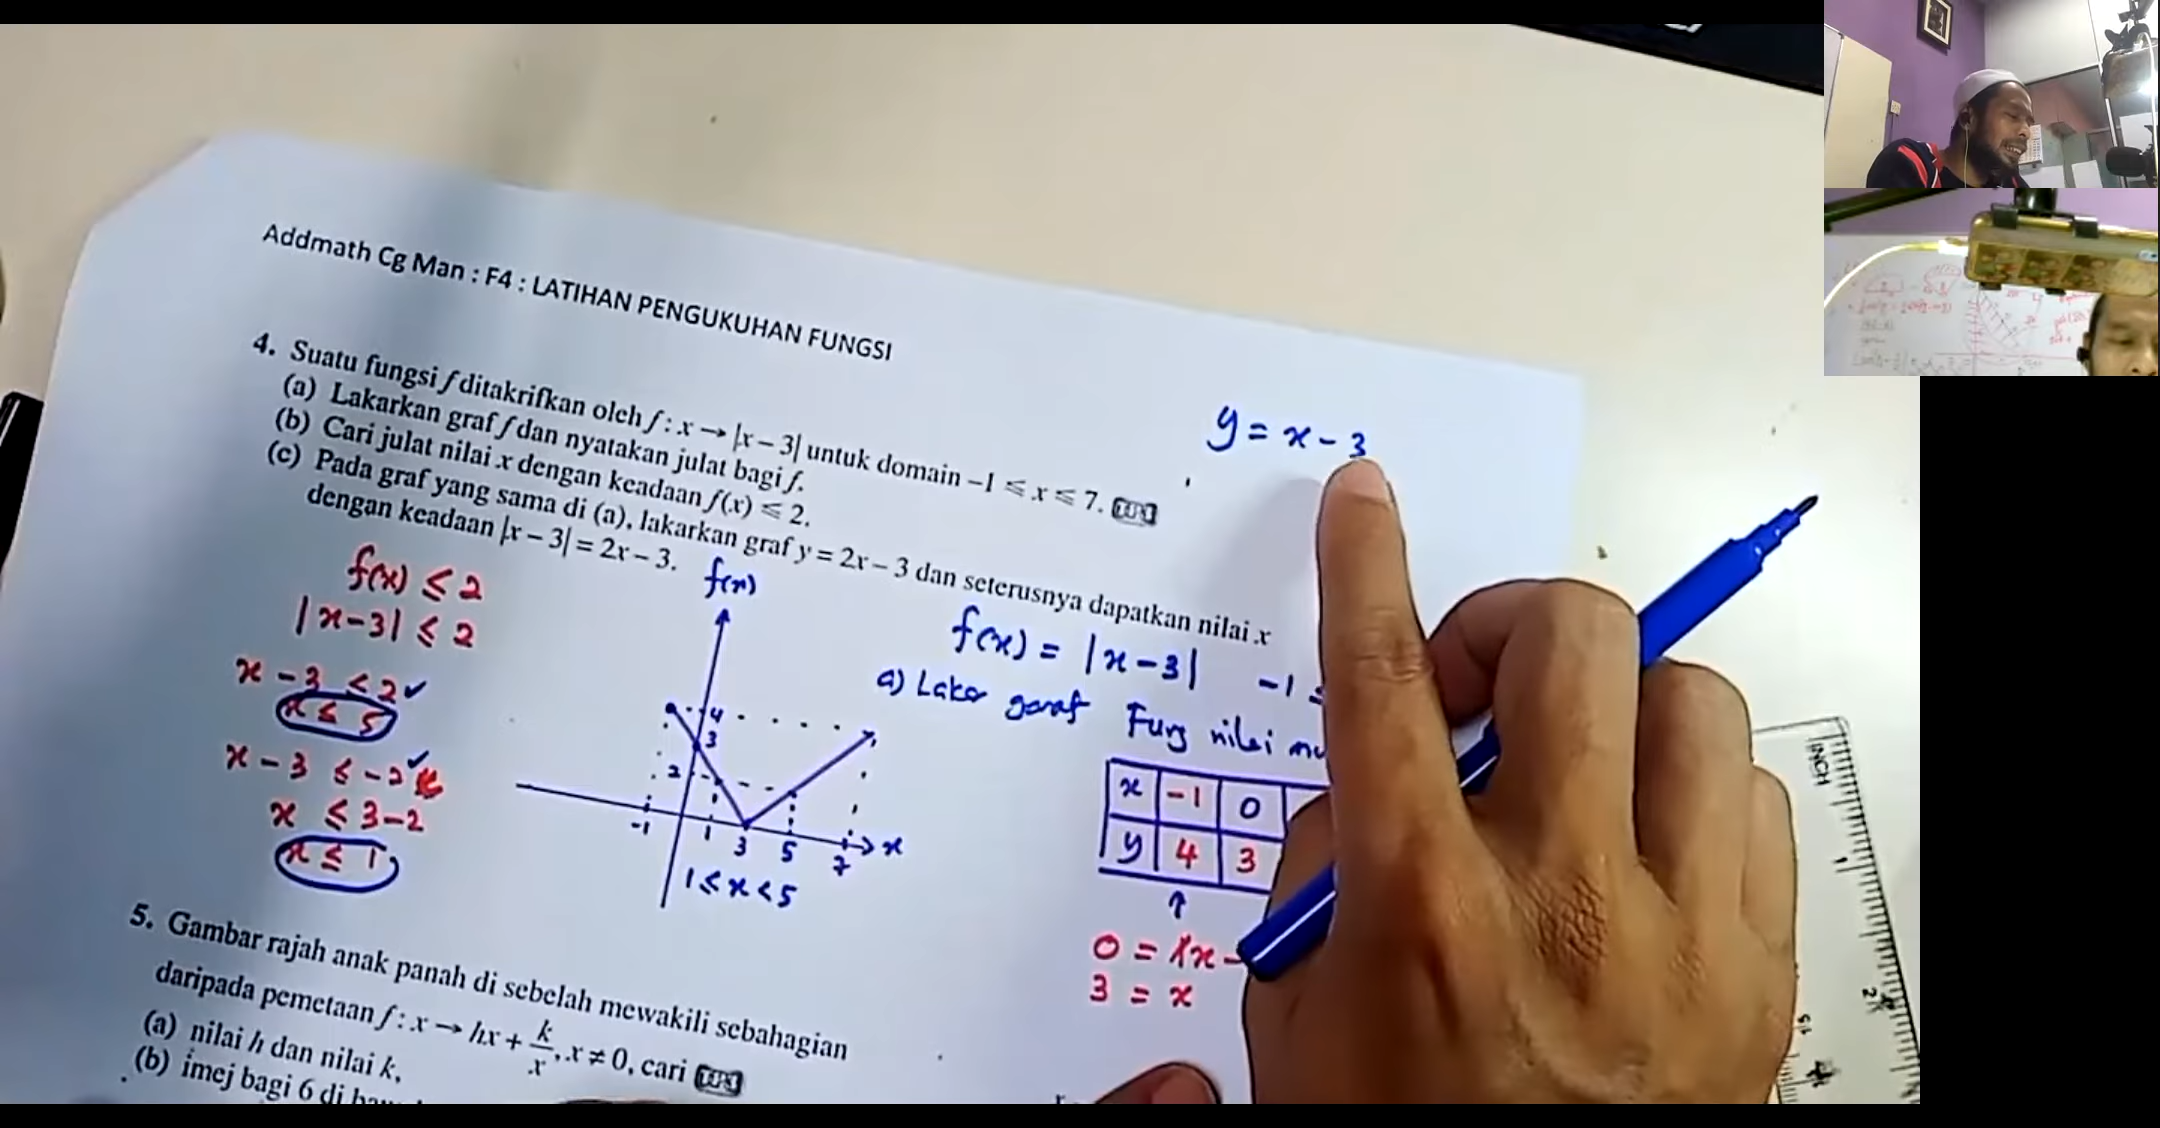 Addmath Cg Man : F4 : LATIHAN PENGUKUHAN FUNGSI
4. Suatu fungsi f ditakrifkan oleh f : x → |x – 3| untuk domain –1 ⩽ x ⩽ 7.
(a) Lakarkan graf f dan nyatakan julat bagi f.
(b) Cari julat nilai x dengan keadaan f(x) ⩽ 2.
(c) Pada graf yang sama di (a), lakarkan graf y = 2x – 3 dan seterusnya dapatkan nilai x
dengan keadaan |x – 3| = 2x – 3.
y = x - 3
f(x) ≤ 2
|x-3| ≤ 2
x - 3 ≤ 2 ✓
x ≤ 5
x - 3 ≤ -2 ✓
x ≤ 3-2
x ≤ 1
f(x)
4
3
2
-1 1 3 5 7 x
1 ≤ x < 5
f(x) = |x-3| -1 ≤
a) Lakar graf Fung nilai mu
x -1 0
y 4 3
↑
0 = x -
3 = x
5. Gambar rajah anak panah di sebelah mewakili sebahagian
daripada pemetaan f : x → hx + k/x, x ≠ 0, cari
(a) nilai h dan nilai k,
(b) imej bagi 6 di
INCH
1
2